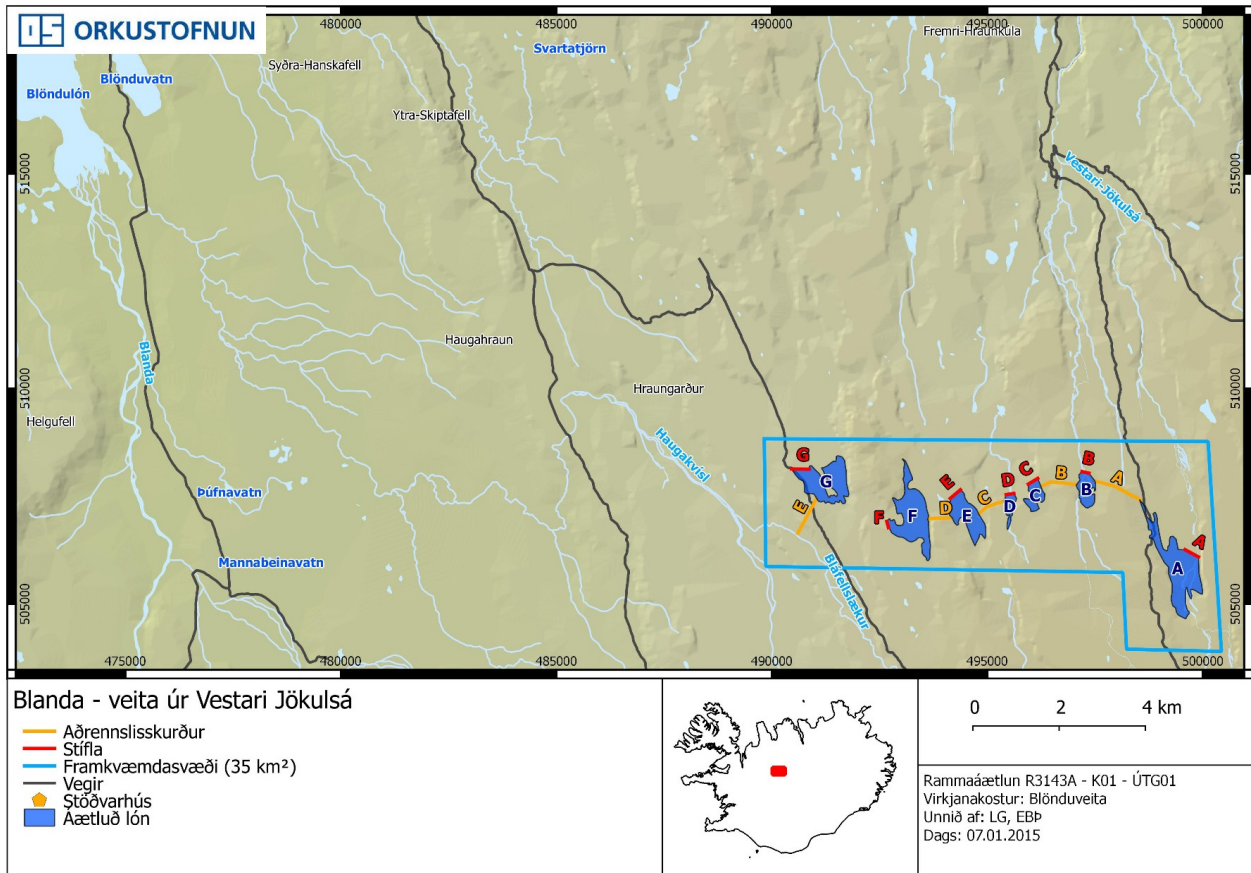 ORKUSTOFNUN
480000
485000
490000
495000
500000
Fremri-Hraunkúla
Svartatjörn
Syðra-Hanskafell
Blönduvatn
Blöndulón
Ytra-Skiptafell
515000
515000
Vestari-Jökulsá
Blanda
Haugahraun
Hraungarður
510000
510000
Helgufell
Haugakvísl
G
G
E
F
F
D
E
E
C
D
D
C
C
B
B
B
A
A
A
Þúfnavatn
Mannabeinavatn
Bláfellslækur
505000
505000
475000
480000
485000
490000
495000
500000
Blanda - veita úr Vestari Jökulsá
Aðrennslisskurður
Stífla
Framkvæmdasvæði (35 km²)
Vegir
Stöðvarhús
Áætluð lón
0 2 4 km
Rammaáætlun R3143A - K01 - ÚTG01
Virkjanakostur: Blönduveita
Unnið af: LG, EBÞ
Dags: 07.01.2015